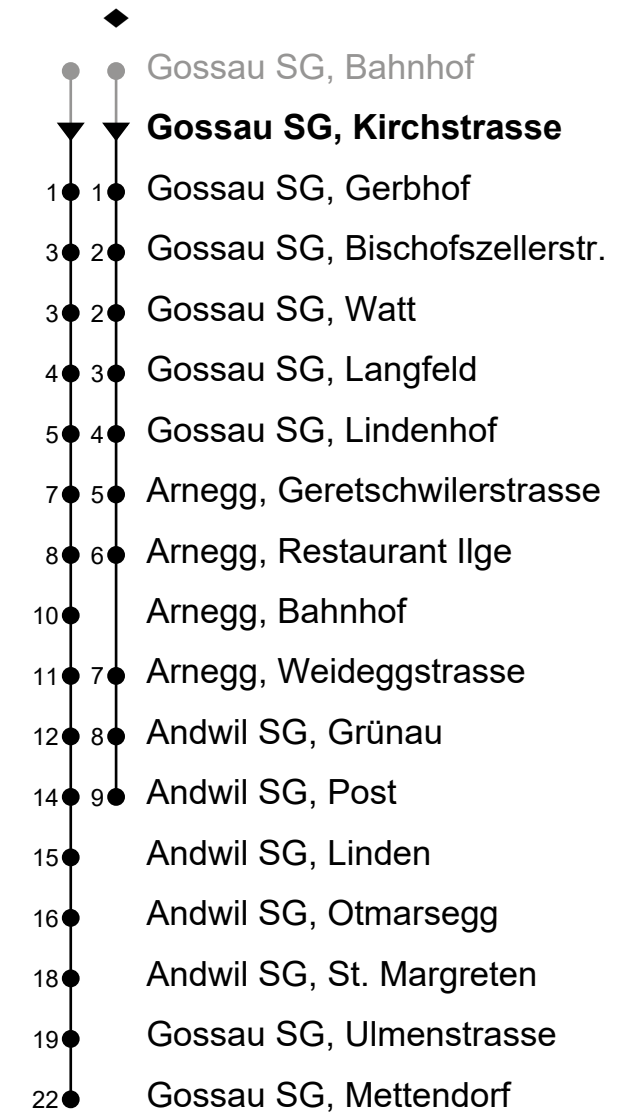 Gossau SG, Bahnhof
Gossau SG, Kirchstrasse
1 1 Gossau SG, Gerbhof
3 2 Gossau SG, Bischofszellerstr.
3 2 Gossau SG, Watt
4 3 Gossau SG, Langfeld
5 4 Gossau SG, Lindenhof
7 5 Arnegg, Geretschwilerstrasse
8 6 Arnegg, Restaurant Ilge
10 Arnegg, Bahnhof
11 7 Arnegg, Weideggstrasse
12 8 Andwil SG, Grünau
14 9 Andwil SG, Post
15 Andwil SG, Linden
16 Andwil SG, Otmarsegg
18 Andwil SG, St. Margreten
19 Gossau SG, Ulmenstrasse
22 Gossau SG, Mettendorf